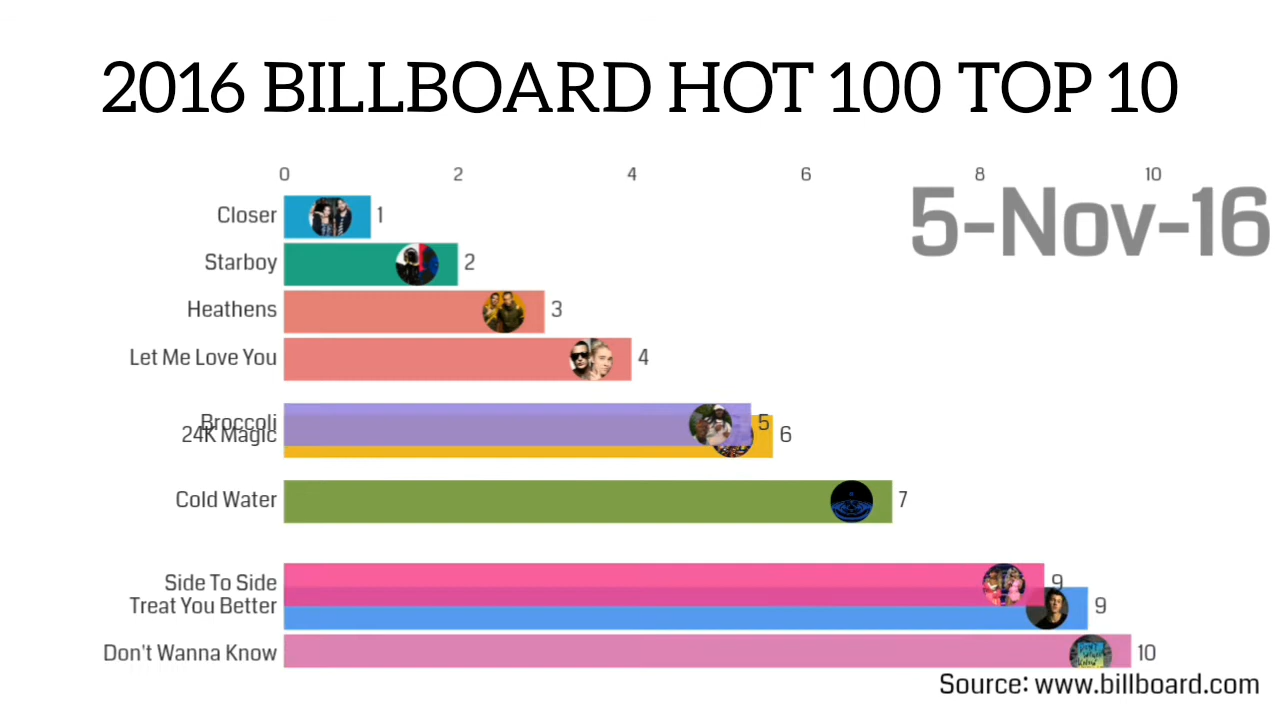 2016 BILLBOARD HOT 100 TOP 10
0 2 4 6 8 10
5-Nov-16
Closer 1
Starboy 2
Heathens 3
Let Me Love You 4
Broccoli 5
24K Magic 6
Cold Water 7
Side To Side 9
Treat You Better 9
Don't Wanna Know 10
Source: www.billboard.com